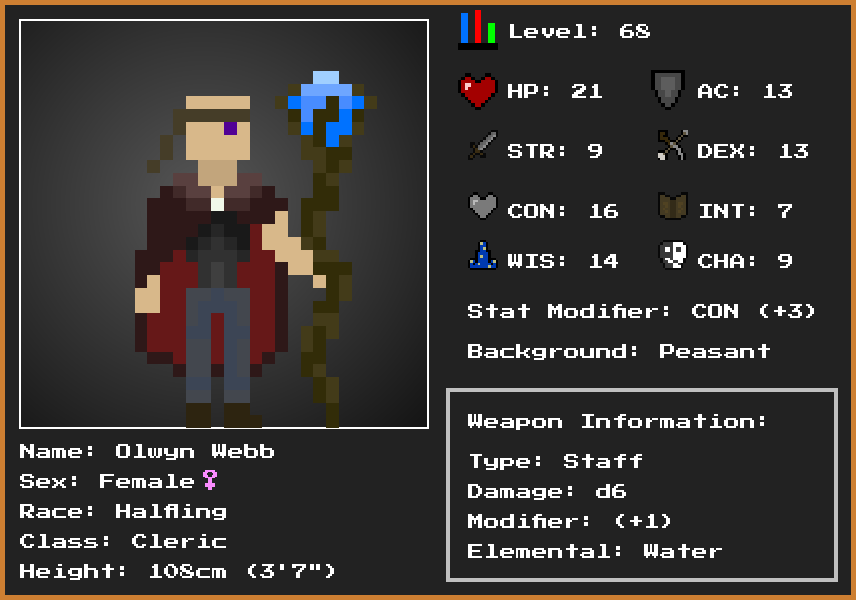 Level: 68
HP: 21
AC: 13
STR: 9
DEX: 13
CON: 16
INT: 7
WIS: 14
CHA: 9
Stat Modifier: CON (+3)
Background: Peasant
Weapon Information:
Type: Staff
Damage: d6
Modifier: (+1)
Elemental: Water
Name: Olwyn Webb
Sex: Female♀
Race: Halfling
Class: Cleric
Height: 108cm (3'7")